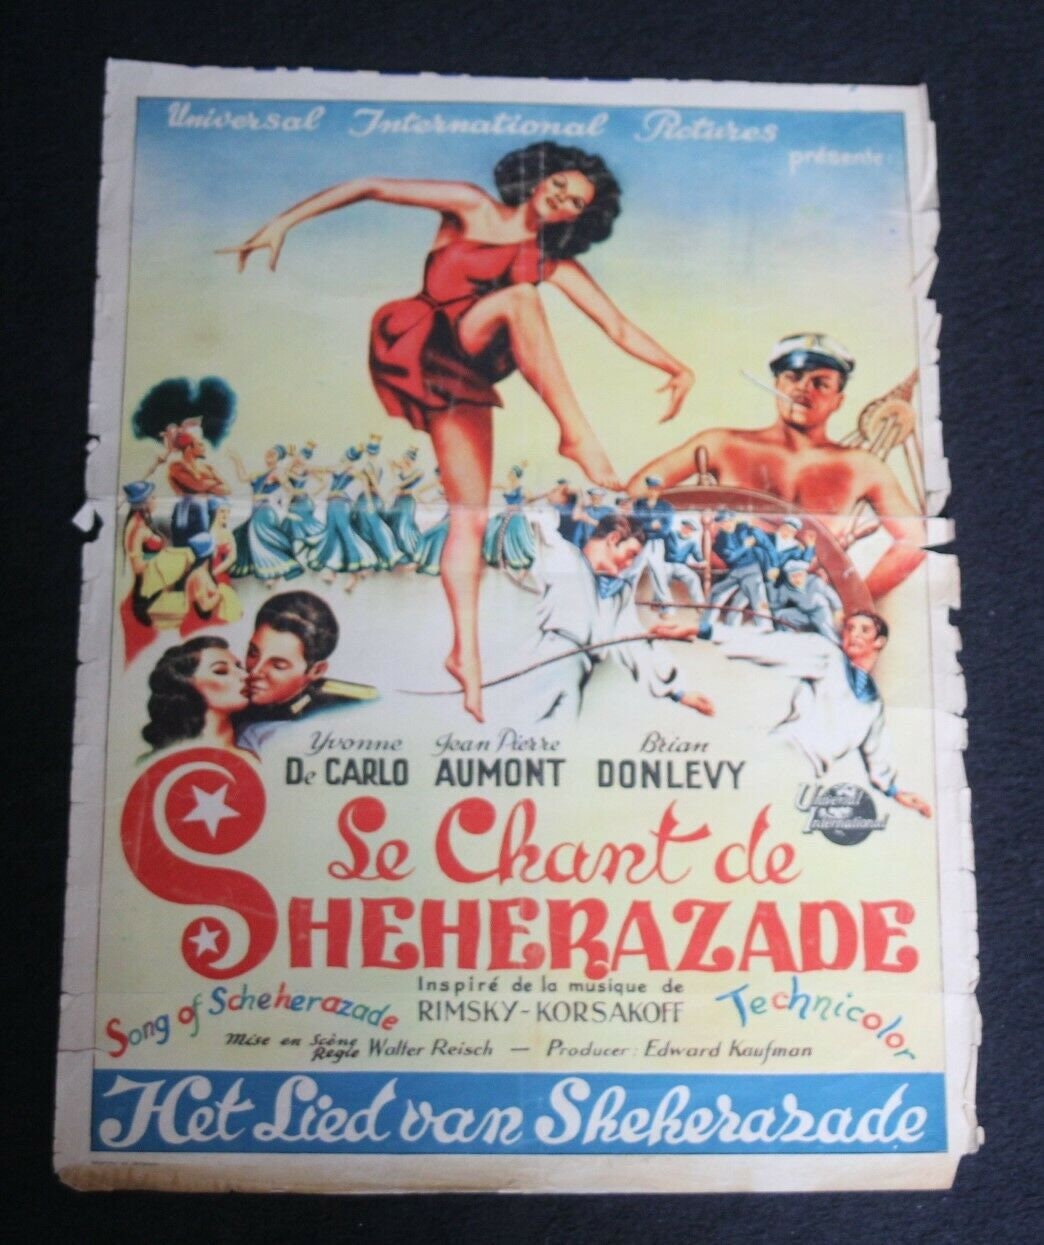 Universal International Pictures
présente:
Yvonne Jean Pierre Brian
De CARLO AUMONT DONLEVY
Universal
International
Le Chant de
SHEHERAZADE
Inspiré de la musique de
RIMSKY-KORSAKOFF
Song of Scheherazade
Technicolor
Mise en Scène
Regie Walter Reisch — Producer: Edward Kaufman
Het Lied van Sheherazade